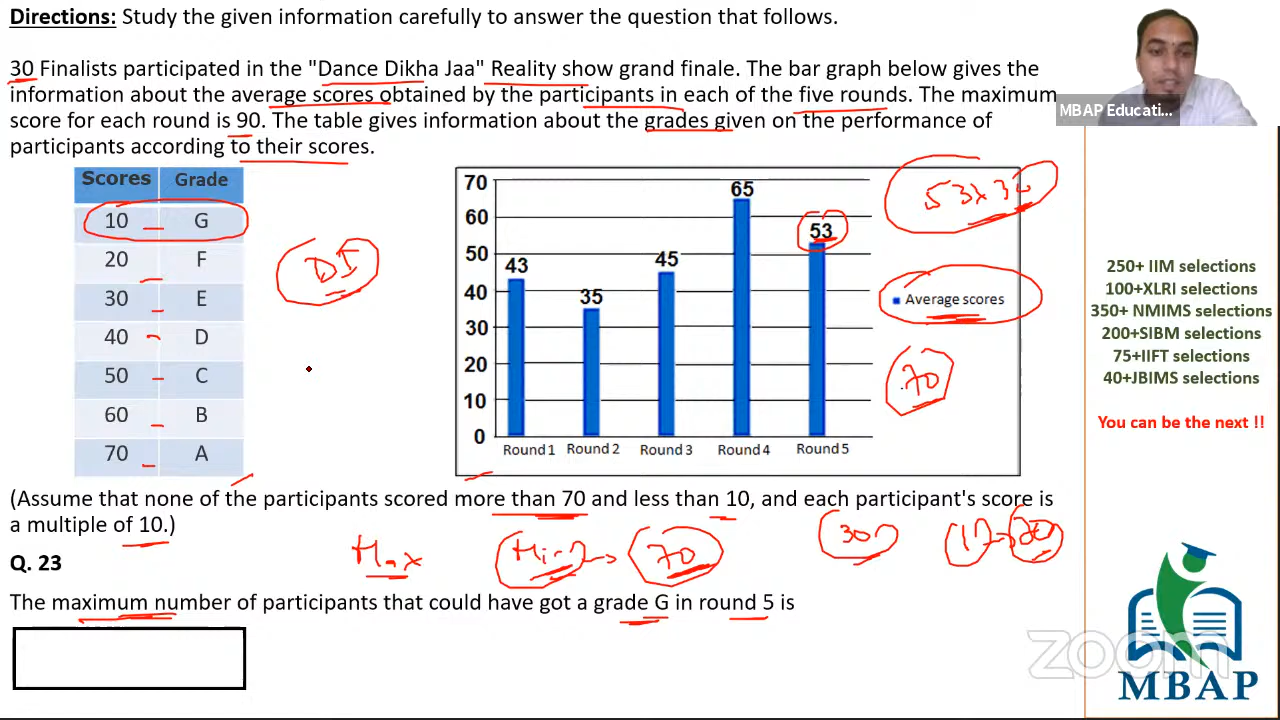 Directions: Study the given information carefully to answer the question that follows.
30 Finalists participated in the "Dance Dikha Jaa" Reality show grand finale. The bar graph below gives the
information about the average scores obtained by the participants in each of the five rounds. The maximum
score for each round is 90. The table gives information about the grades given on the performance of
participants according to their scores.
MBAP Educati...
Scores Grade
10 G
20 F
30 E
40 D
50 C
60 B
70 A
DI
70
60
50
40
30
20
10
0
43
35
45
65
53
Round 1 Round 2 Round 3 Round 4 Round 5
Average scores
53x30
70
250+ IIM selections
100+XLRI selections
350+ NMIMS selections
200+SIBM selections
75+IIFT selections
40+JBIMS selections
You can be the next !!
(Assume that none of the participants scored more than 70 and less than 10, and each participant's score is
a multiple of 10.)
Max
Min → 70
300
Q. 23
The maximum number of participants that could have got a grade G in round 5 is
zoom
MBAP